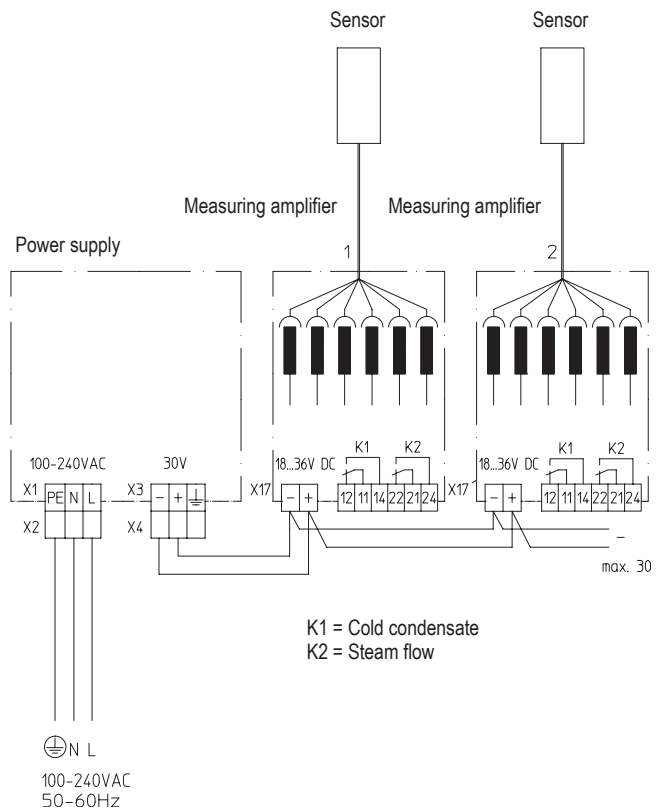 Sensor
Sensor
Measuring amplifier
Measuring amplifier
Power supply
1
2
100-240VAC
30V
18...36V DC
K1
K2
18...36V DC
K1
K2
X1
PE N L
X3
- +
X17
- +
12 11 14 22 21 24
X17
- +
12 11 14 22 21 24
X2
X4
-
max. 30
K1 = Cold condensate
K2 = Steam flow
N L
100-240VAC
50-60Hz